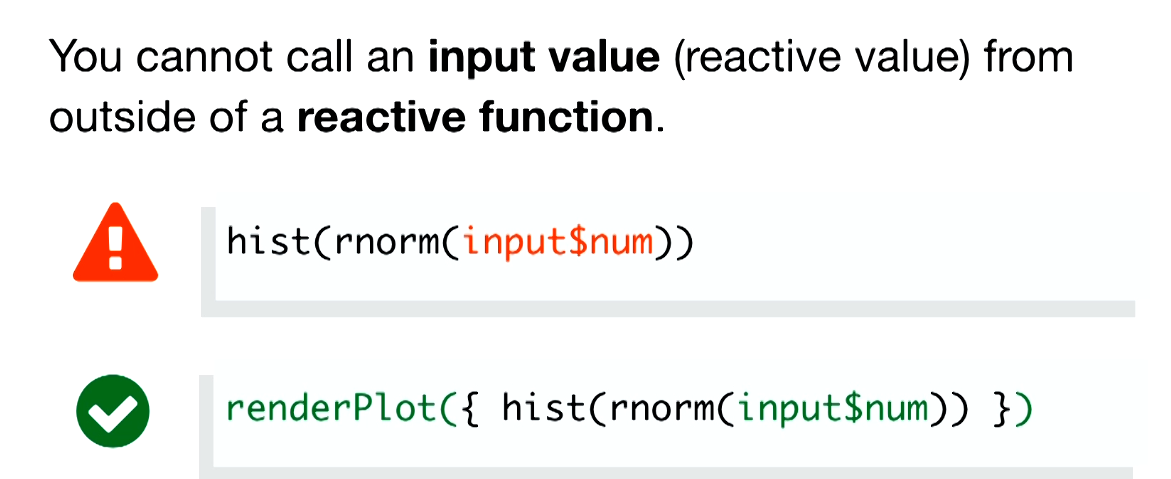 You cannot call an input value (reactive value) from
outside of a reactive function.
hist(rnorm(input$num))
renderPlot({ hist(rnorm(input$num)) })